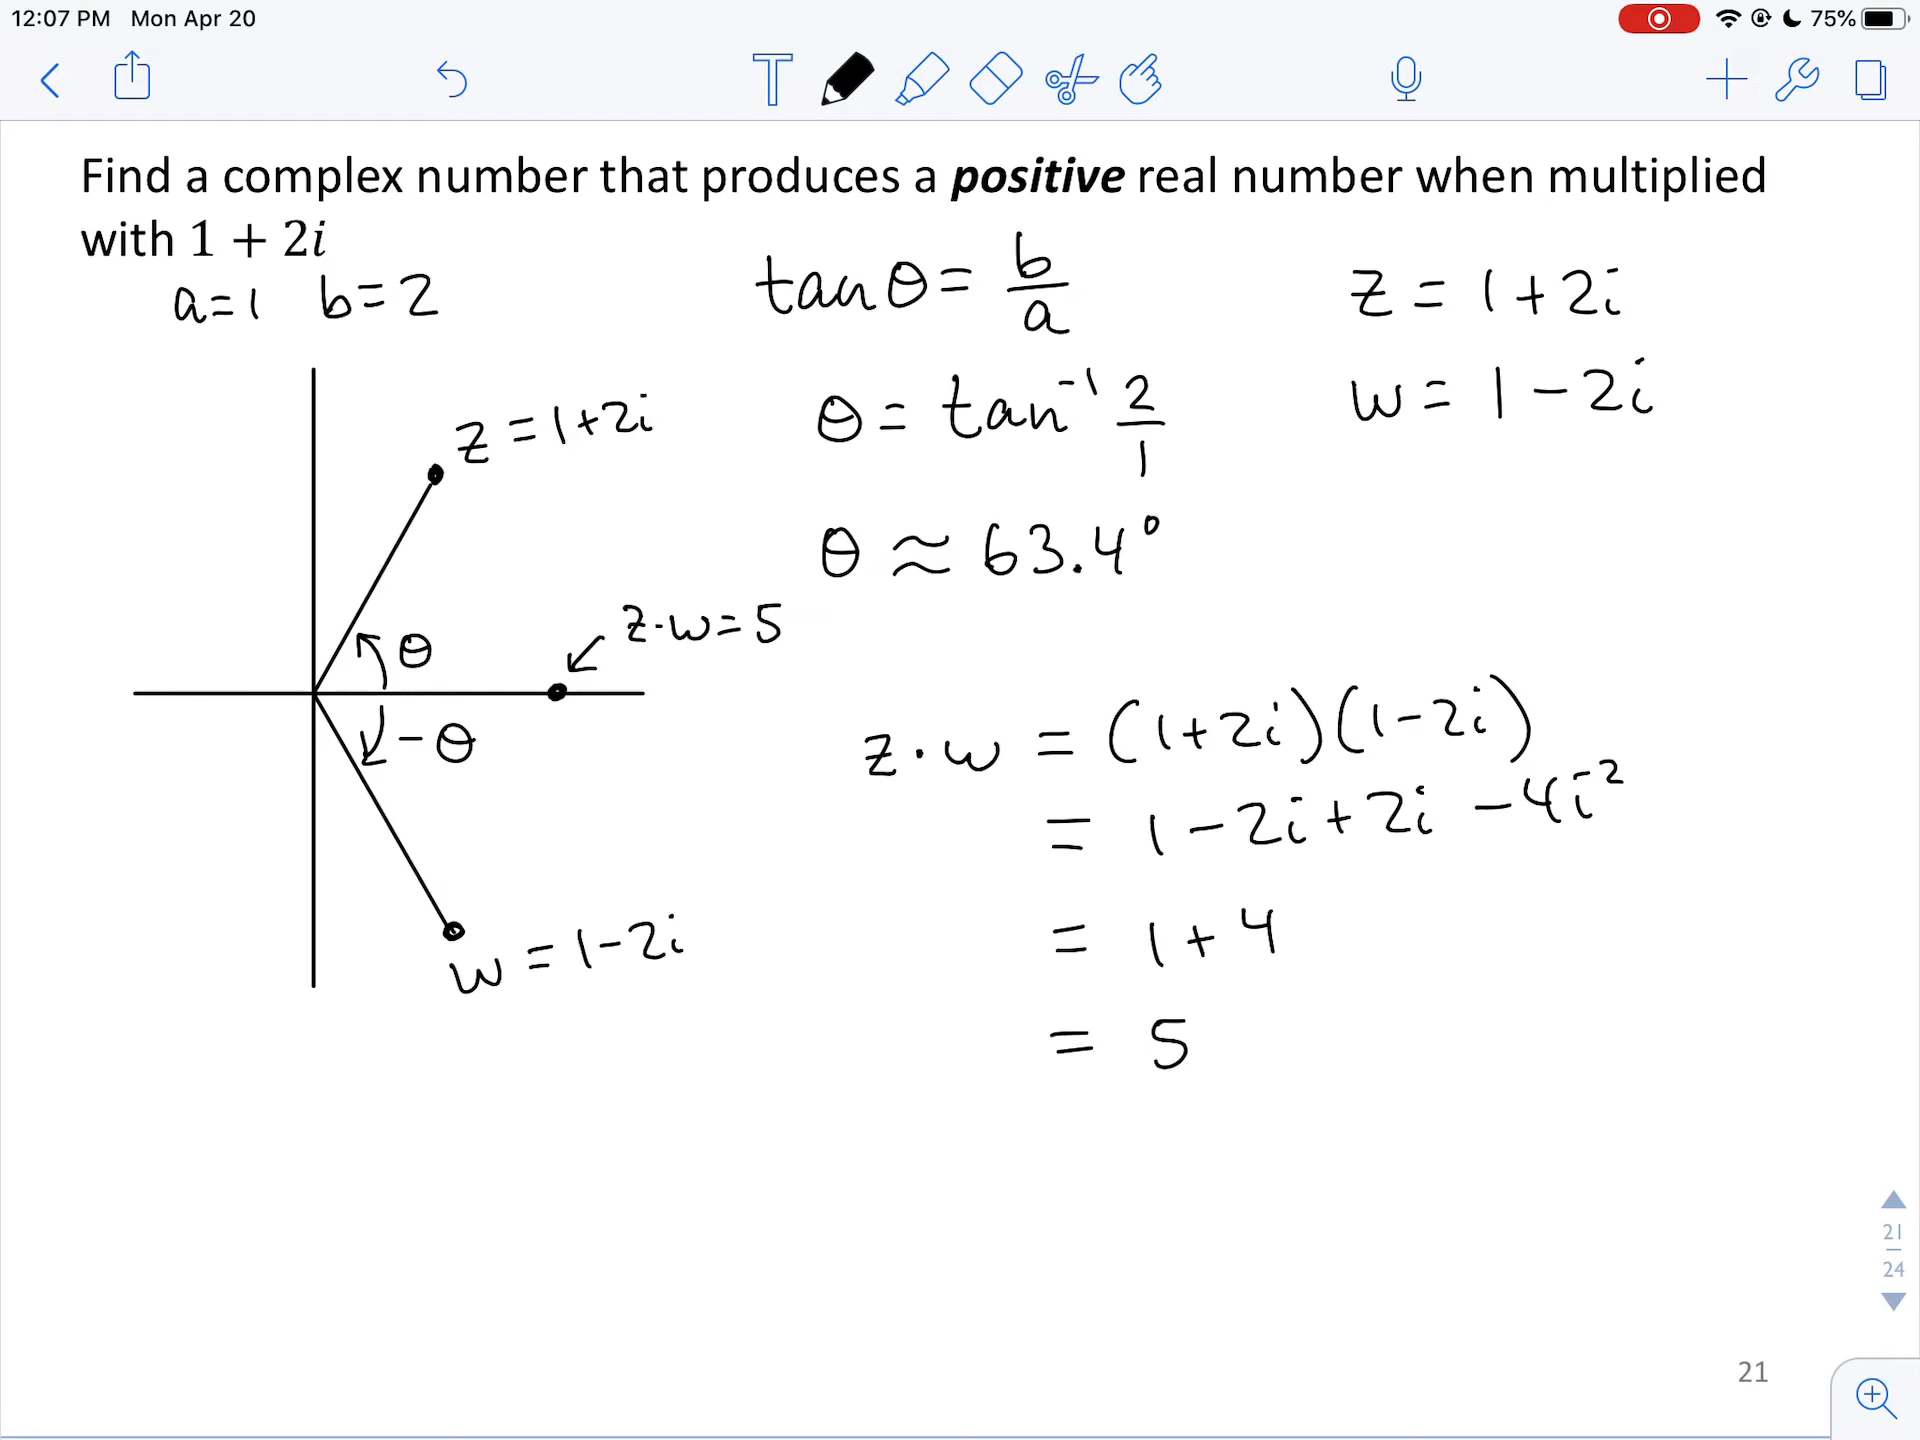 12:07 PM Mon Apr 20 75%
T
Find a complex number that produces a positive real number when multiplied
with 1 + 2i
a=1 b=2
tan θ = b/a
z = 1+2i
θ = tan⁻¹ 2/1
w = 1-2i
z = 1+2i
θ ≈ 63.4°
z·w=5
θ
-θ
z·w = (1+2i)(1-2i)
= 1-2i+2i-4i²
w = 1-2i
= 1+4
= 5
21
24
21